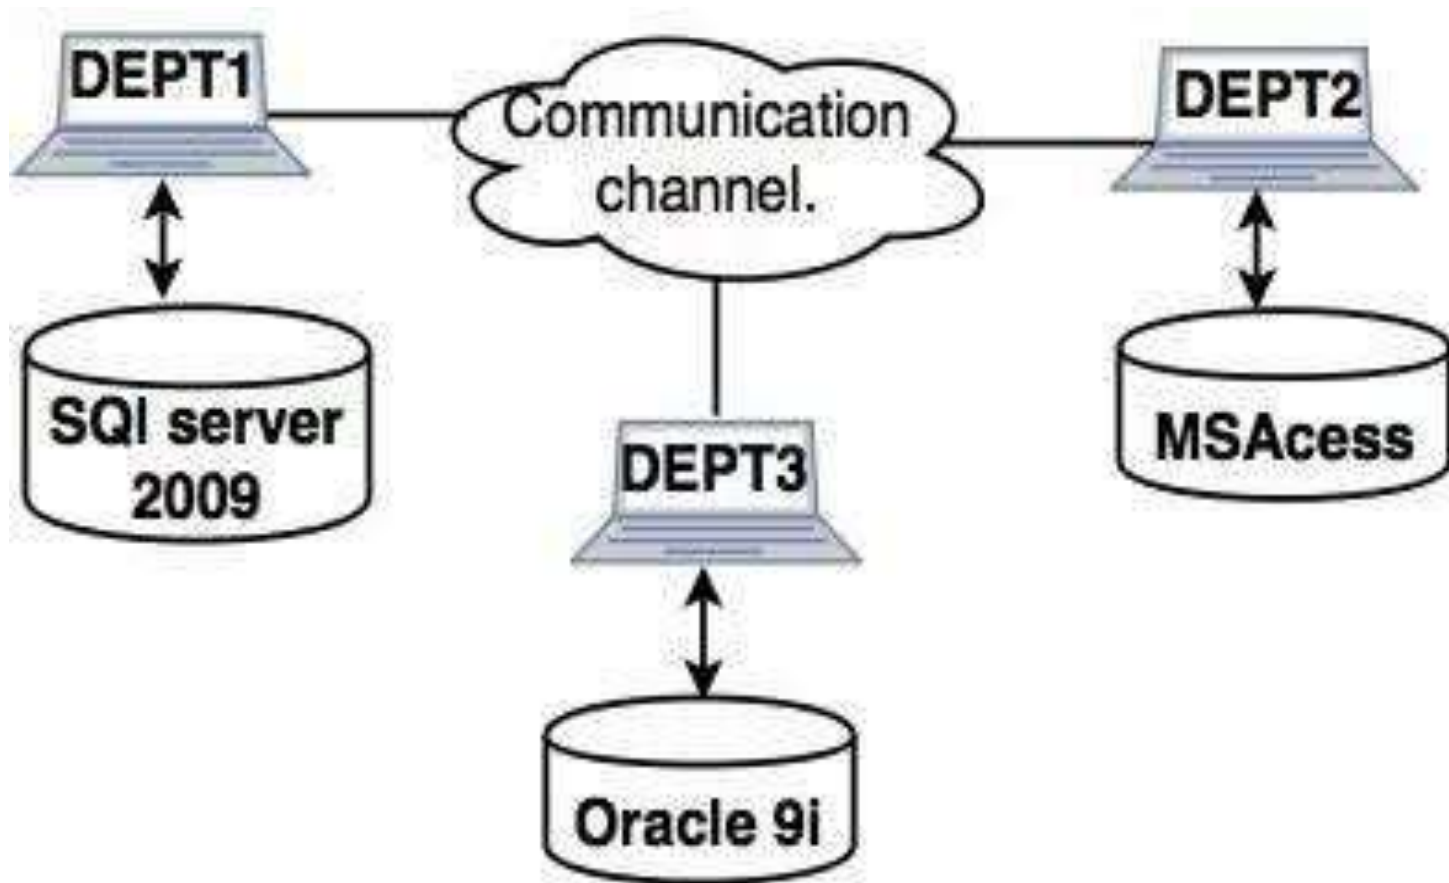 DEPT1
Communication
channel.
DEPT2
SQl server
2009
MSAcess
DEPT3
Oracle 9i